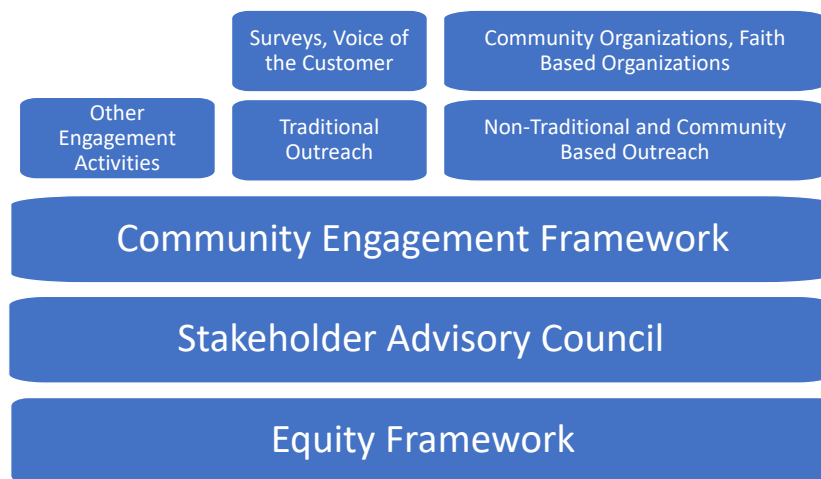 Surveys, Voice of
the Customer
Community Organizations, Faith
Based Organizations
Other
Engagement
Activities
Traditional
Outreach
Non-Traditional and Community
Based Outreach
Community Engagement Framework
Stakeholder Advisory Council
Equity Framework